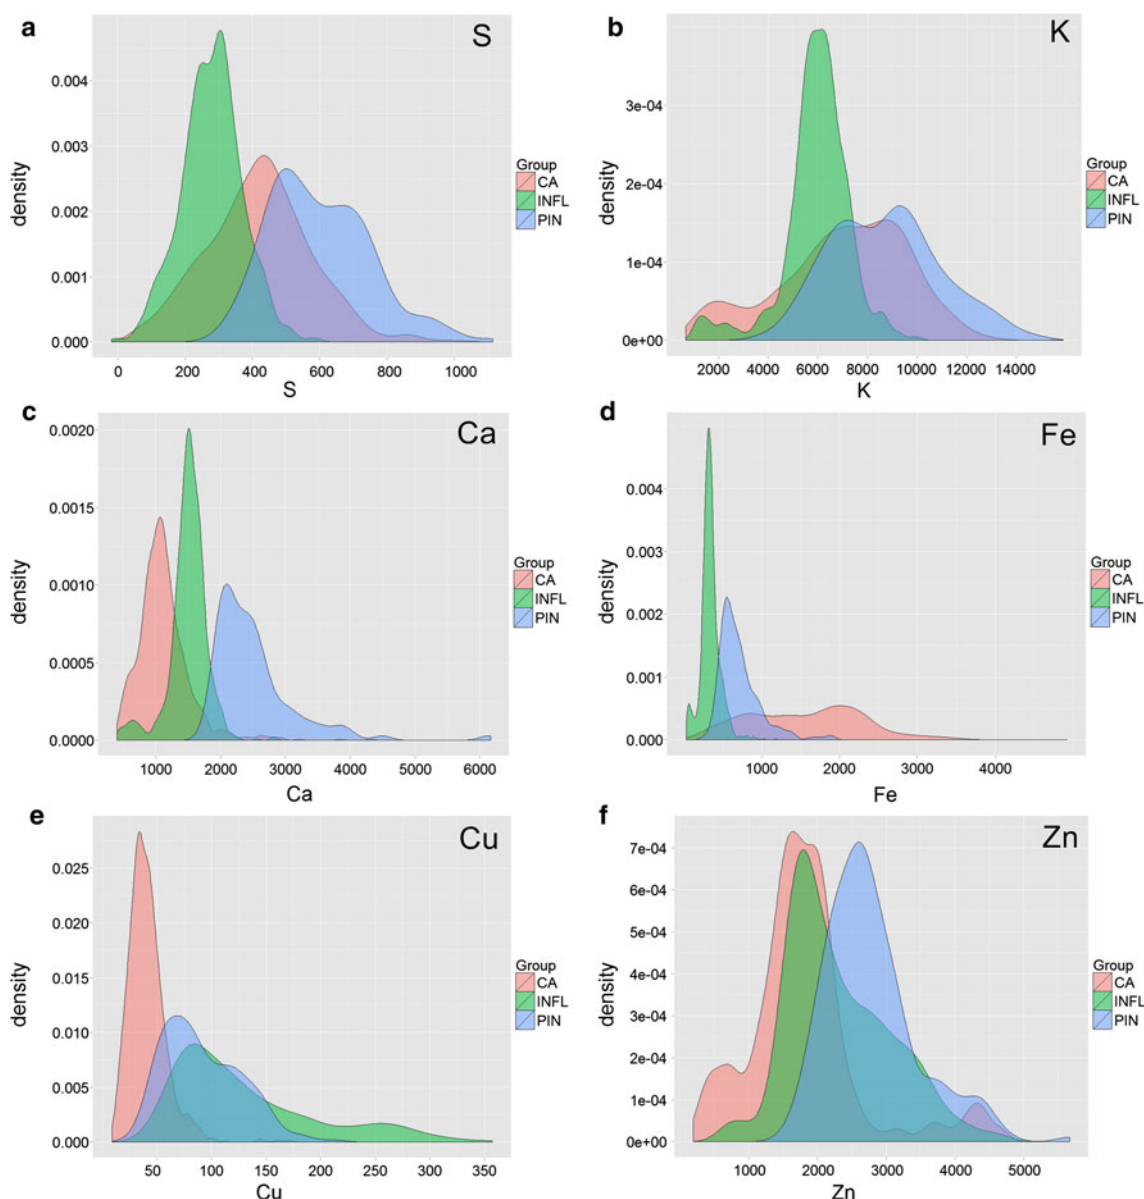 a
S
density
0.004
0.003
0.002
0.001
0.000
0 200 400 600 800 1000
S
Group
CA
INFL
PIN
b
K
density
3e-04
2e-04
1e-04
0e+00
2000 4000 6000 8000 10000 12000 14000
K
Group
CA
INFL
PIN
c
Ca
density
0.0020
0.0015
0.0010
0.0005
0.0000
1000 2000 3000 4000 5000 6000
Ca
Group
CA
INFL
PIN
d
Fe
density
0.004
0.003
0.002
0.001
0.000
1000 2000 3000 4000
Fe
Group
CA
INFL
PIN
e
Cu
density
0.025
0.020
0.015
0.010
0.005
0.000
50 100 150 200 250 300 350
Cu
Group
CA
INFL
PIN
f
Zn
density
7e-04
6e-04
5e-04
4e-04
3e-04
2e-04
1e-04
0e+00
1000 2000 3000 4000 5000
Zn
Group
CA
INFL
PIN